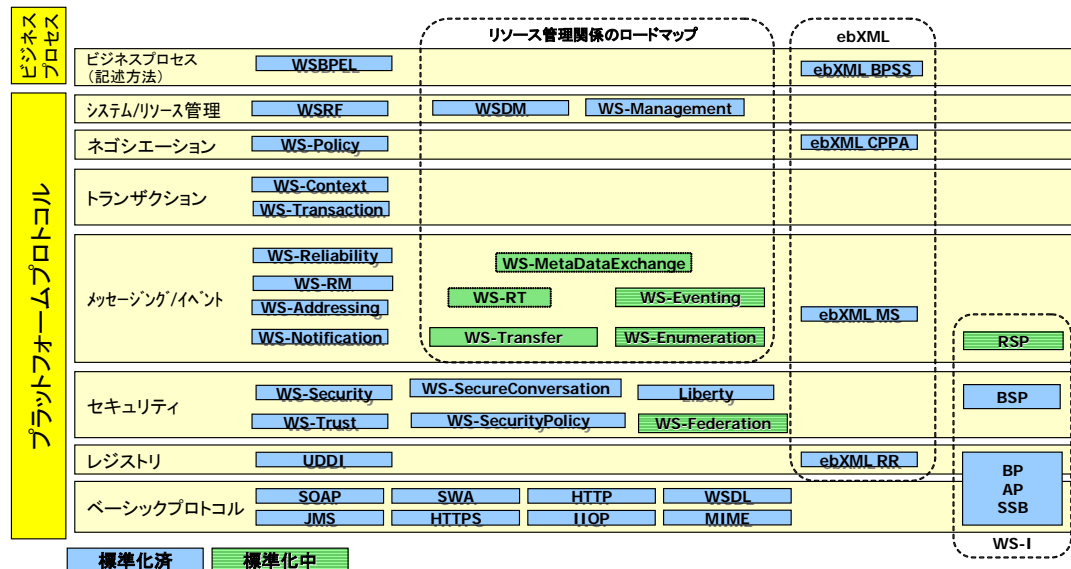 ビジネス
プロセス
リソース管理関係のロードマップ
ebXML
ビジネスプロセス
（記述方法）
WSBPEL
ebXML BPSS
プラットフォームプロトコル
システム/リソース管理
WSRF
WSDM
WS-Management
ネゴシエーション
WS-Policy
ebXML CPPA
トランザクション
WS-Context
WS-Transaction
メッセージング/イベント
WS-Reliability
WS-RM
WS-Addressing
WS-Notification
WS-MetaDataExchange
WS-RT
WS-Eventing
WS-Transfer
WS-Enumeration
ebXML MS
RSP
セキュリティ
WS-Security
WS-SecureConversation
Liberty
WS-Trust
WS-SecurityPolicy
WS-Federation
BSP
レジストリ
UDDI
ebXML RR
BP
AP
SSB
ベーシックプロトコル
SOAP
SWA
HTTP
WSDL
JMS
HTTPS
IIOP
MIME
WS-I
標準化済
標準化中